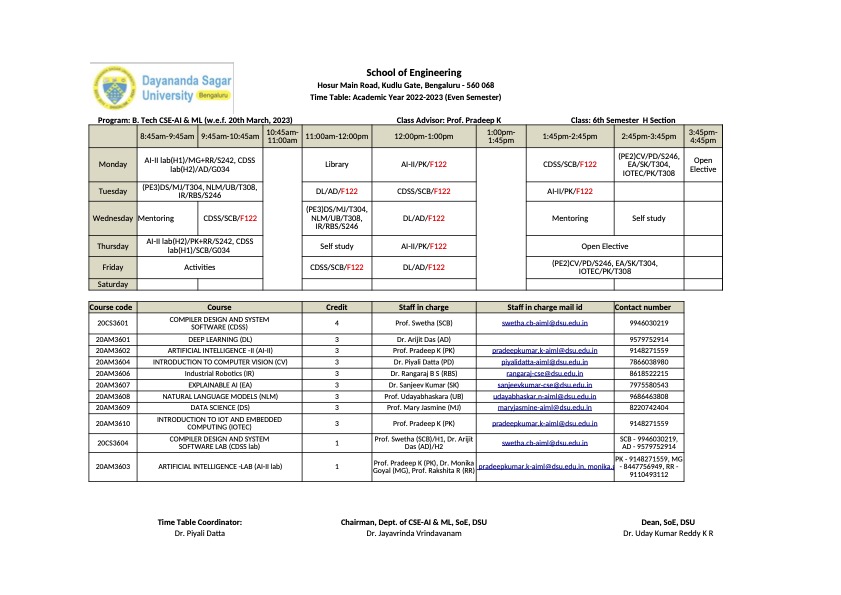 Dayananda Sagar
University Bengaluru
School of Engineering
Hosur Main Road, Kudlu Gate, Bengaluru - 560 068
Time Table: Academic Year 2022-2023 (Even Semester)
Program: B. Tech CSE-AI & ML (w.e.f. 20th March, 2023) Class Advisor: Prof. Pradeep K Class: 6th Semester H Section
8:45am-9:45am 9:45am-10:45am 10:45am-11:00am 11:00am-12:00pm 12:00pm-1:00pm 1:00pm-1:45pm 1:45pm-2:45pm 2:45pm-3:45pm 3:45pm-4:45pm
Monday AI-II lab(H1)/MG+RR/S242, CDSS lab(H2)/AD/G034 Library AI-II/PK/F122 CDSS/SCB/F122 (PE2)CV/PD/S246, EA/SK/T304, IOTEC/PK/T308 Open Elective
Tuesday (PE3)DS/MJ/T304, NLM/UB/T308, IR/RBS/S246 DL/AD/F122 CDSS/SCB/F122 AI-II/PK/F122
Wednesday Mentoring CDSS/SCB/F122 (PE3)DS/MJ/T304, NLM/UB/T308, IR/RBS/S246 DL/AD/F122 Mentoring Self study
Thursday AI-II lab(H2)/PK+RR/S242, CDSS lab(H1)/SCB/G034 Self study AI-II/PK/F122 Open Elective
Friday Activities CDSS/SCB/F122 DL/AD/F122 (PE2)CV/PD/S246, EA/SK/T304, IOTEC/PK/T308
Saturday
Course code Course Credit Staff in charge Staff in charge mail id Contact number
20CS3601 COMPILER DESIGN AND SYSTEM SOFTWARE (CDSS) 4 Prof. Swetha (SCB) swetha.cb-aiml@dsu.edu.in 9946030219
20AM3601 DEEP LEARNING (DL) 3 Dr. Arijit Das (AD) 9579752914
20AM3602 ARTIFICIAL INTELLIGENCE -II (AI-II) 3 Prof. Pradeep K (PK) pradeepkumar.k-aiml@dsu.edu.in 9148271559
20AM3604 INTRODUCTION TO COMPUTER VISION (CV) 3 Dr. Piyali Datta (PD) piyalidatta-aiml@dsu.edu.in 7866038980
20AM3606 Industrial Robotics (IR) 3 Dr. Rangaraj B S (RBS) rangaraj-cse@dsu.edu.in 8618522215
20AM3607 EXPLAINABLE AI (EA) 3 Dr. Sanjeev Kumar (SK) sanjeevkumar-cse@dsu.edu.in 7975580543
20AM3608 NATURAL LANGUAGE MODELS (NLM) 3 Prof. Udayabhaskara (UB) udayabhaskar.n-aiml@dsu.edu.in 9686463808
20AM3609 DATA SCIENCE (DS) 3 Prof. Mary Jasmine (MJ) maryjasmine-aiml@dsu.edu.in 8220742404
20AM3610 INTRODUCTION TO IOT AND EMBEDDED COMPUTING (IOTEC) 3 Prof. Pradeep K (PK) pradeepkumar.k-aiml@dsu.edu.in 9148271559
20CS3604 COMPILER DESIGN AND SYSTEM SOFTWARE LAB (CDSS lab) 1 Prof. Swetha (SCB)/H1, Dr. Arijit Das (AD)/H2 swetha.cb-aiml@dsu.edu.in SCB - 9946030219, AD - 9579752914
20AM3603 ARTIFICIAL INTELLIGENCE -LAB (AI-II lab) 1 Prof. Pradeep K (PK), Dr. Monika Goyal (MG), Prof. Rakshita R (RR) pradeepkumar.k-aiml@dsu.edu.in, monika. PK - 9148271559, MG - 8447756949, RR - 9110493112
Time Table Coordinator: Chairman, Dept. of CSE-AI & ML, SoE, DSU Dean, SoE, DSU
Dr. Piyali Datta Dr. Jayavrinda Vrindavanam Dr. Uday Kumar Reddy K R